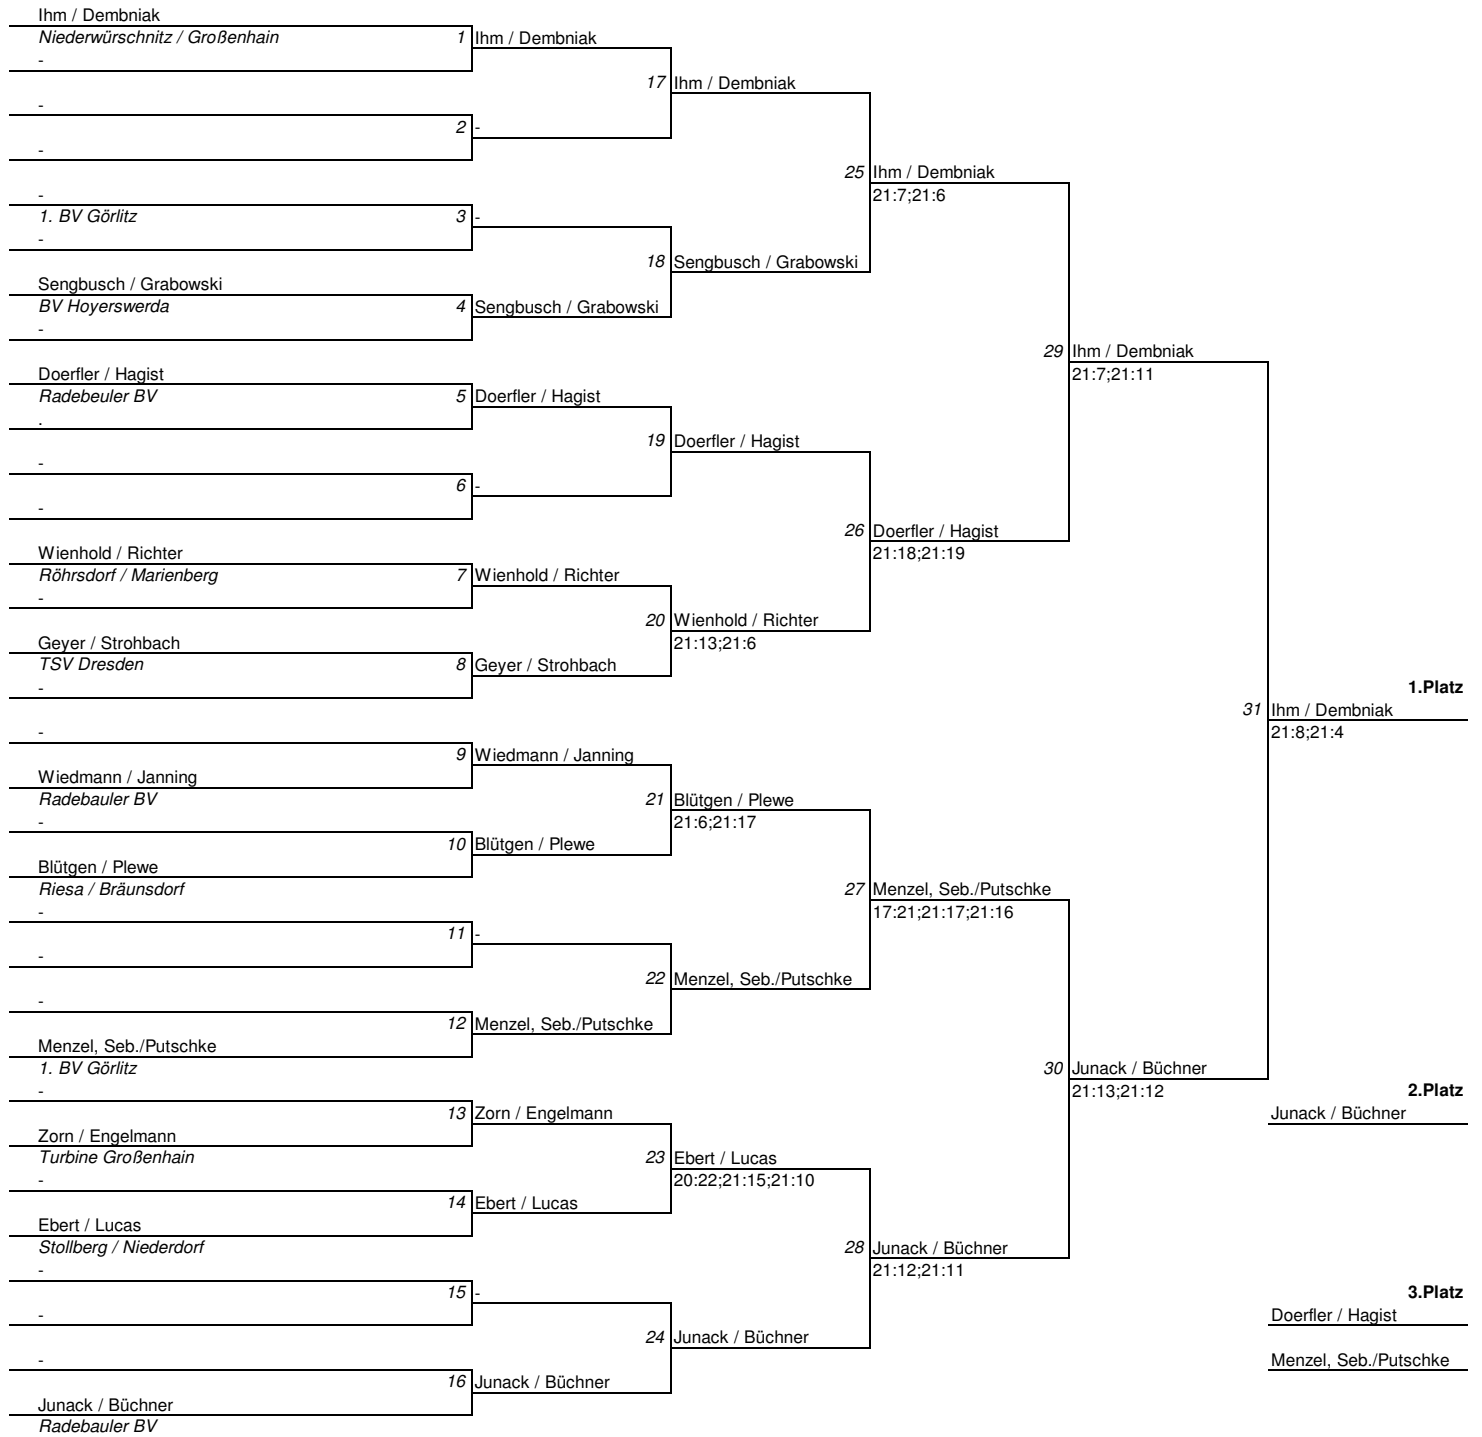 Ihm / Dembniak
Niederwürschnitz / Großenhain
1 Ihm / Dembniak
-
17 Ihm / Dembniak
-
2 -
-
25 Ihm / Dembniak
21:7;21:6
-
1. BV Görlitz
3 -
-
18 Sengbusch / Grabowski
Sengbusch / Grabowski
BV Hoyerswerda
4 Sengbusch / Grabowski
-
29 Ihm / Dembniak
21:7;21:11
Doerfler / Hagist
Radebeuler BV
5 Doerfler / Hagist
.
19 Doerfler / Hagist
-
6 -
-
26 Doerfler / Hagist
21:18;21:19
Wienhold / Richter
Röhrsdorf / Marienberg
7 Wienhold / Richter
-
20 Wienhold / Richter
21:13;21:6
Geyer / Strohbach
TSV Dresden
8 Geyer / Strohbach
-
1.Platz
31 Ihm / Dembniak
21:8;21:4
-
9 Wiedmann / Janning
Wiedmann / Janning
Radebauler BV
21 Blütgen / Plewe
21:6;21:17
-
10 Blütgen / Plewe
Blütgen / Plewe
Riesa / Bräunsdorf
27 Menzel, Seb./Putschke
17:21;21:17;21:16
-
11 -
-
22 Menzel, Seb./Putschke
-
12 Menzel, Seb./Putschke
Menzel, Seb./Putschke
1. BV Görlitz
30 Junack / Büchner
21:13;21:12
2.Platz
Junack / Büchner
-
13 Zorn / Engelmann
Zorn / Engelmann
Turbine Großenhain
23 Ebert / Lucas
20:22;21:15;21:10
-
14 Ebert / Lucas
Ebert / Lucas
Stollberg / Niederdorf
28 Junack / Büchner
21:12;21:11
-
15 -
-
3.Platz
Doerfler / Hagist
24 Junack / Büchner
-
Menzel, Seb./Putschke
16 Junack / Büchner
Junack / Büchner
Radebauler BV